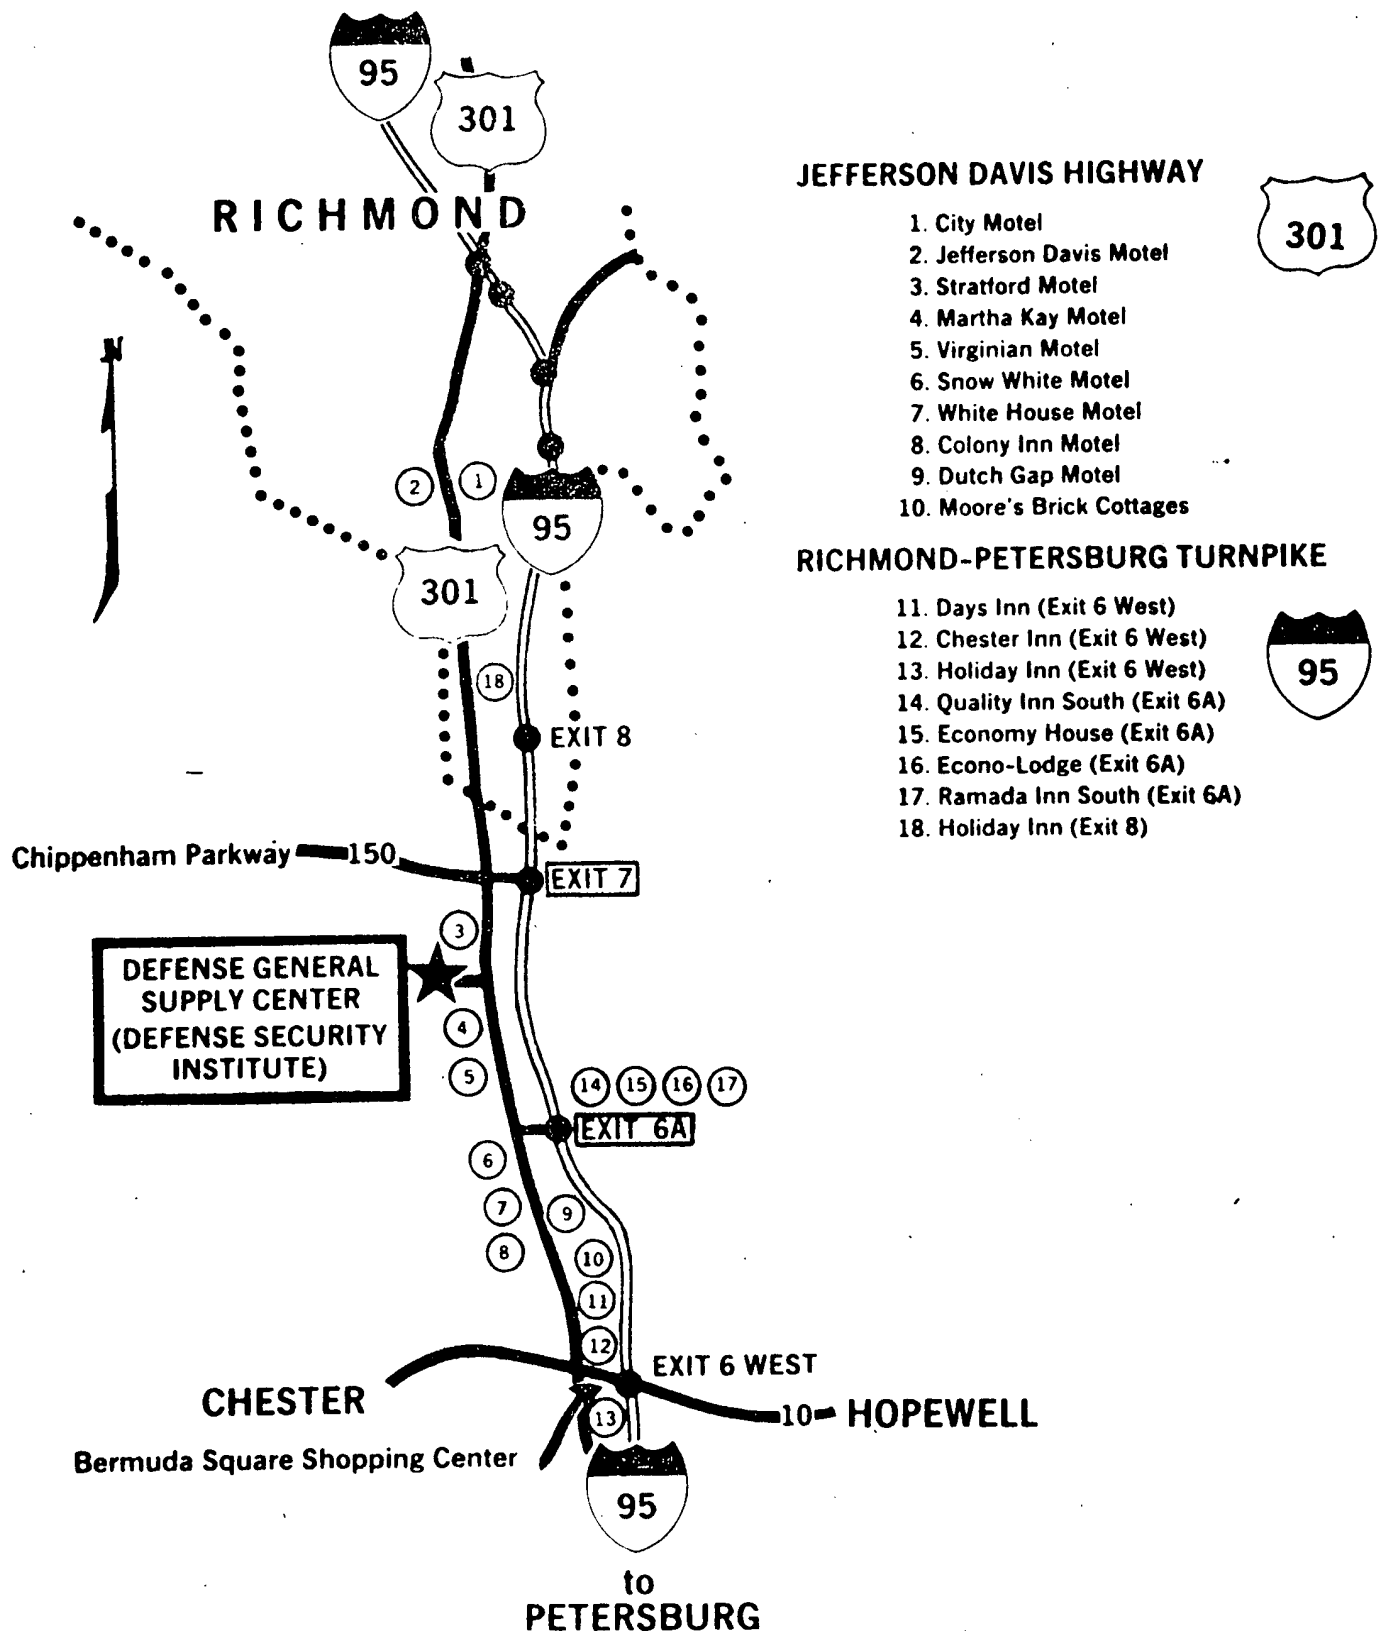 95
301
RICHMOND
N
JEFFERSON DAVIS HIGHWAY
301
1. City Motel
2. Jefferson Davis Motel
3. Stratford Motel
4. Martha Kay Motel
5. Virginian Motel
6. Snow White Motel
7. White House Motel
8. Colony Inn Motel
9. Dutch Gap Motel
10. Moore's Brick Cottages
RICHMOND-PETERSBURG TURNPIKE
95
11. Days Inn (Exit 6 West)
12. Chester Inn (Exit 6 West)
13. Holiday Inn (Exit 6 West)
14. Quality Inn South (Exit 6A)
15. Economy House (Exit 6A)
16. Econo-Lodge (Exit 6A)
17. Ramada Inn South (Exit 6A)
18. Holiday Inn (Exit 8)
2
1
95
301
18
EXIT 8
Chippenham Parkway 150
EXIT 7
3
DEFENSE GENERAL
SUPPLY CENTER
(DEFENSE SECURITY
INSTITUTE)
4
5
14 15 16 17
EXIT 6A
6
7
9
8
10
11
12
EXIT 6 WEST
CHESTER
13
10 HOPEWELL
Bermuda Square Shopping Center
95
to
PETERSBURG